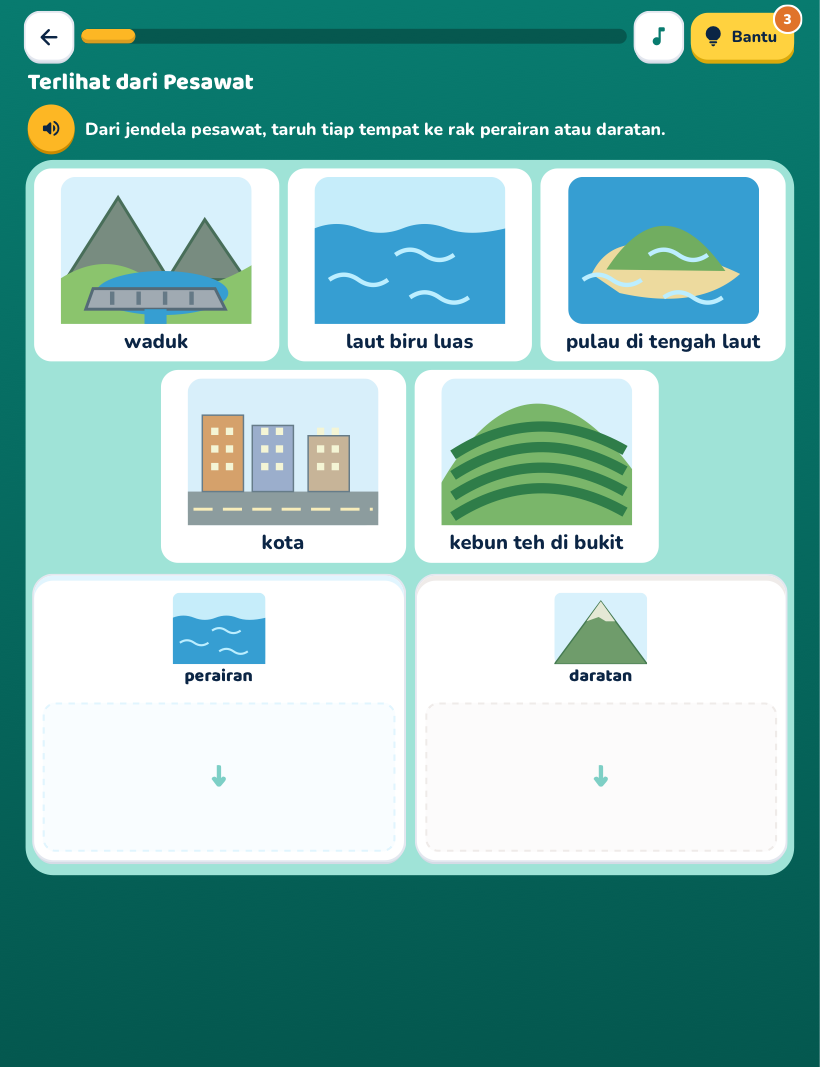 3
Bantu
Terlihat dari Pesawat
Dari jendela pesawat, taruh tiap tempat ke rak perairan atau daratan.
waduk
laut biru luas
pulau di tengah laut
kota
kebun teh di bukit
perairan
daratan